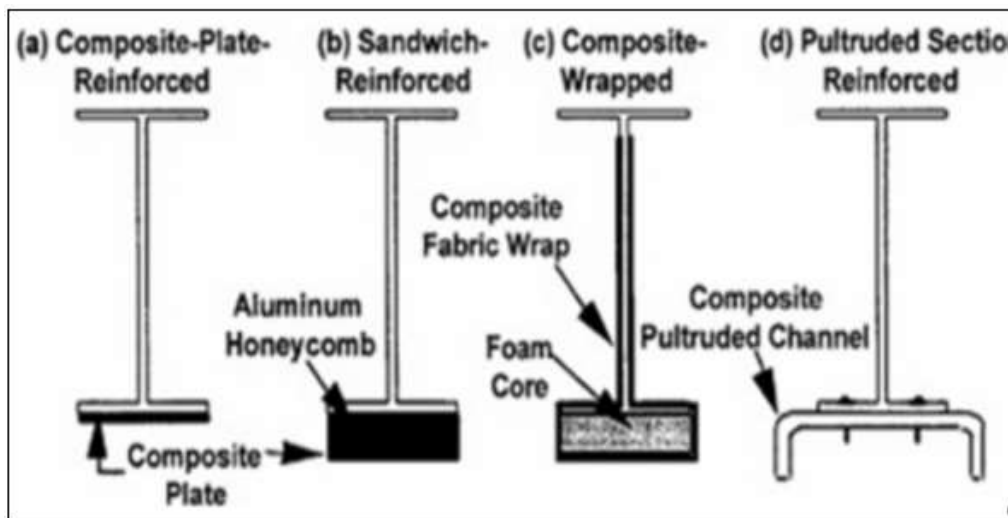 (a) Composite-Plate-
Reinforced
(b) Sandwich-
Reinforced
(c) Composite-
Wrapped
(d) Pultruded Sectio
Reinforced
Composite
Fabric Wrap
Aluminum
Honeycomb
Foam
Core
Composite
Pultruded Channel
Composite
Plate